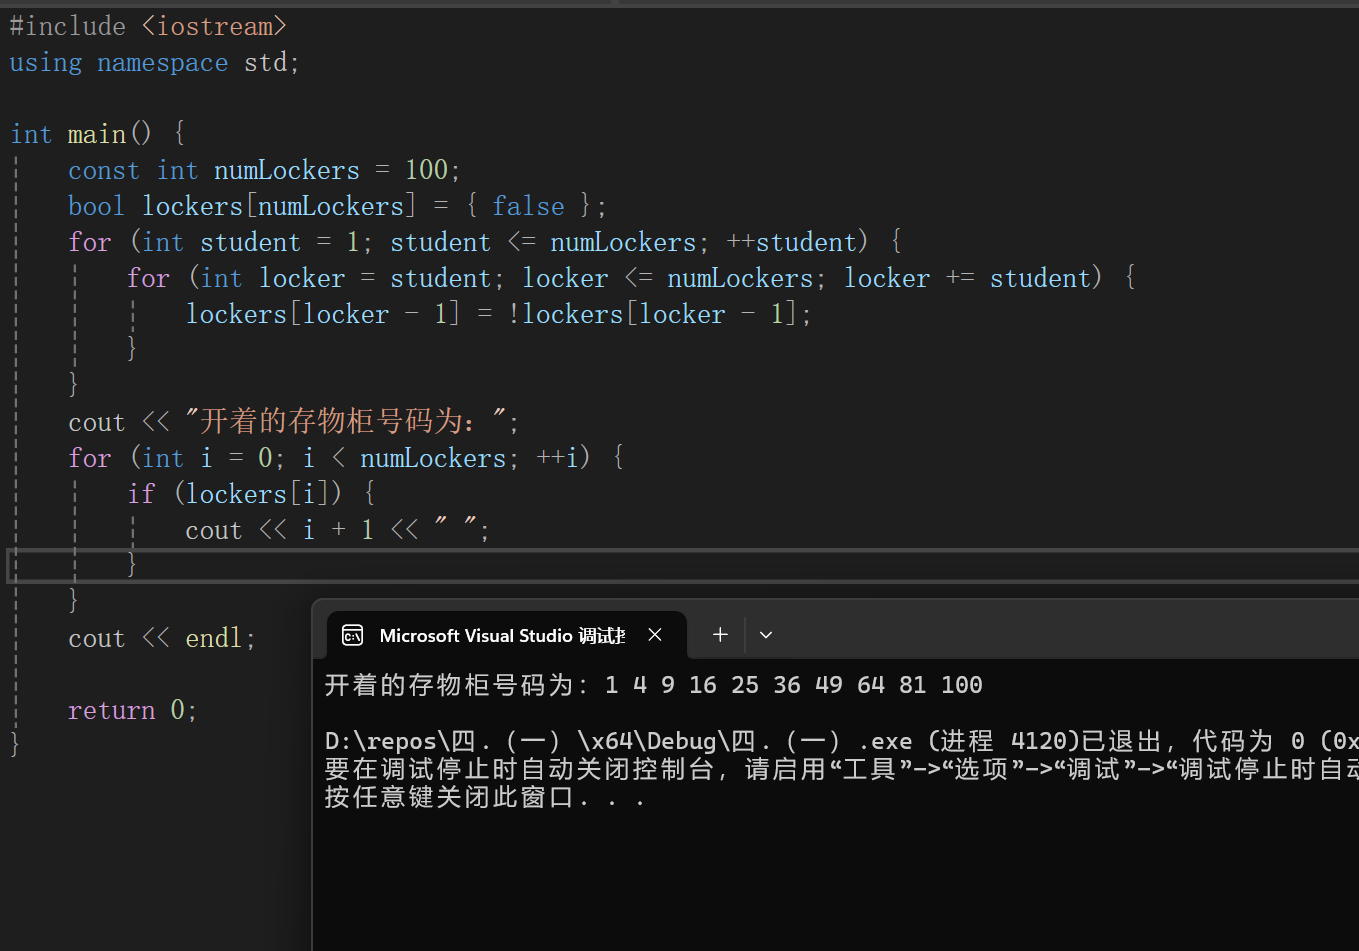 #include <iostream>
using namespace std;
int main() {
const int numLockers = 100;
bool lockers[numLockers] = { false };
for (int student = 1; student <= numLockers; ++student) {
for (int locker = student; locker <= numLockers; locker += student) {
lockers[locker - 1] = !lockers[locker - 1];
}
}
cout << "开着的存物柜号码为：";
for (int i = 0; i < numLockers; ++i) {
if (lockers[i]) {
cout << i + 1 << " ";
}
}
cout << endl;
return 0;
}
Microsoft Visual Studio 调试
开着的存物柜号码为：1 4 9 16 25 36 49 64 81 100
D:\repos\四.（一）\x64\Debug\四.（一）.exe (进程 4120)已退出，代码为 0 (0x
要在调试停止时自动关闭控制台，请启用“工具”->“选项”->“调试”->“调试停止时自动
按任意键关闭此窗口. . .